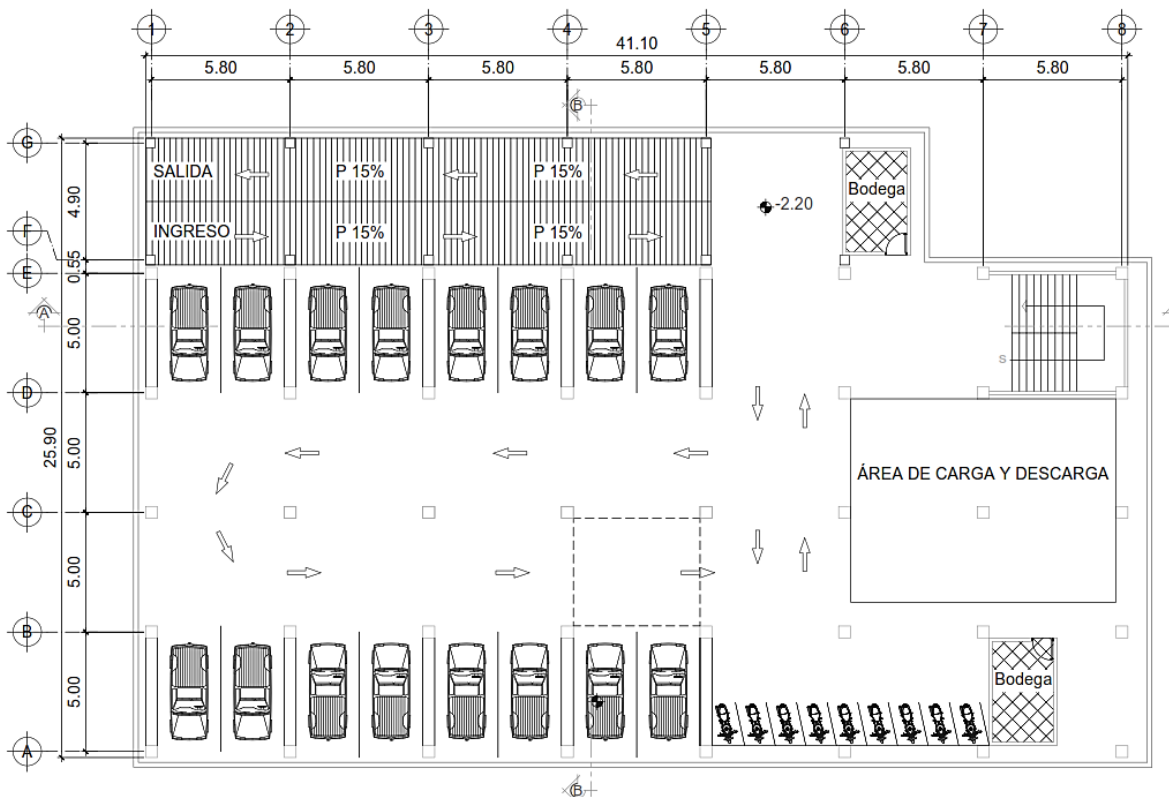 1 2 3 4 5 6 7 8
41.10
5.80 5.80 5.80 5.80 5.80 5.80 5.80
B
G
SALIDA P 15% P 15%
Bodega
4.90
-2.20
F
INGRESO P 15% P 15%
0.55
E
A
5.00
S
D
25.90
5.00
ÁREA DE CARGA Y DESCARGA
C
5.00
B
5.00
Bodega
A
B